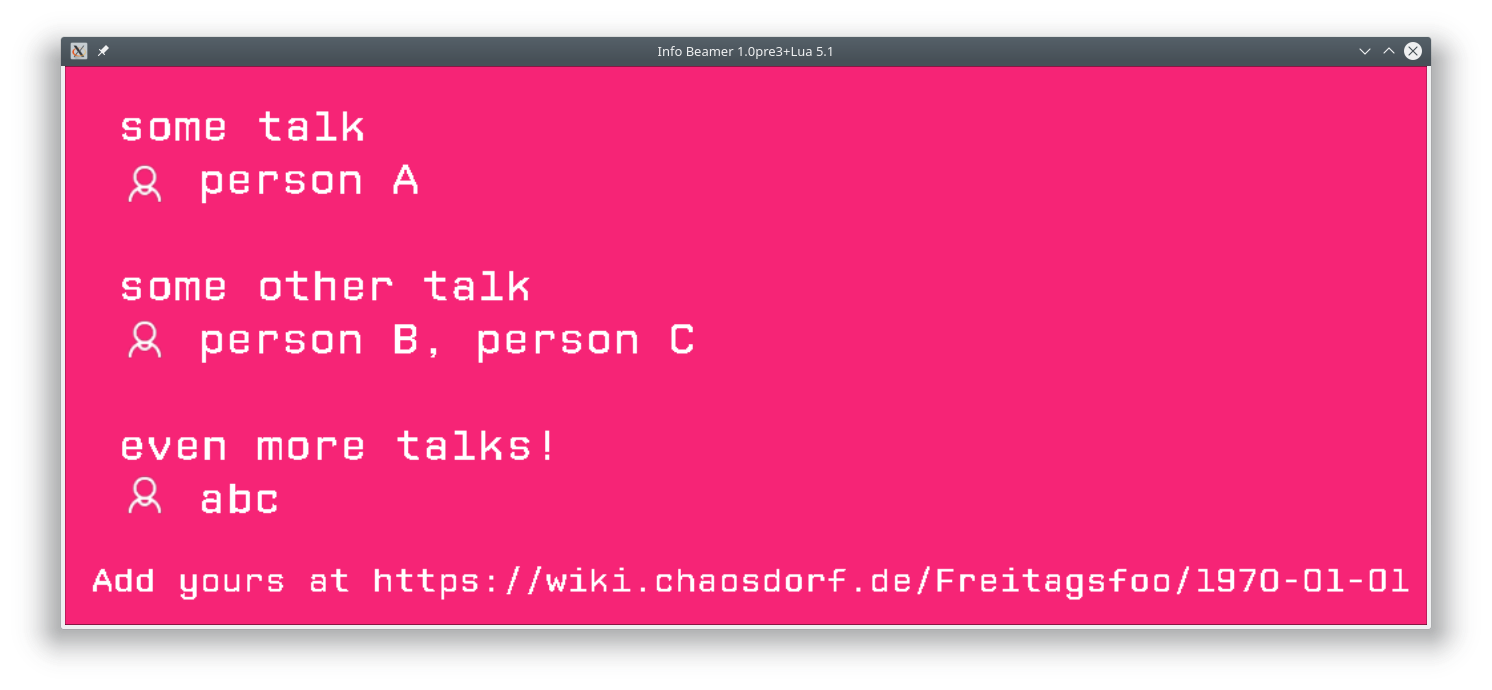 Info Beamer 1.0pre3+Lua 5.1
some talk
person A
some other talk
person B, person C
even more talks!
abc
Add yours at https://wiki.chaosdorf.de/Freitagsfoo/1970-01-01